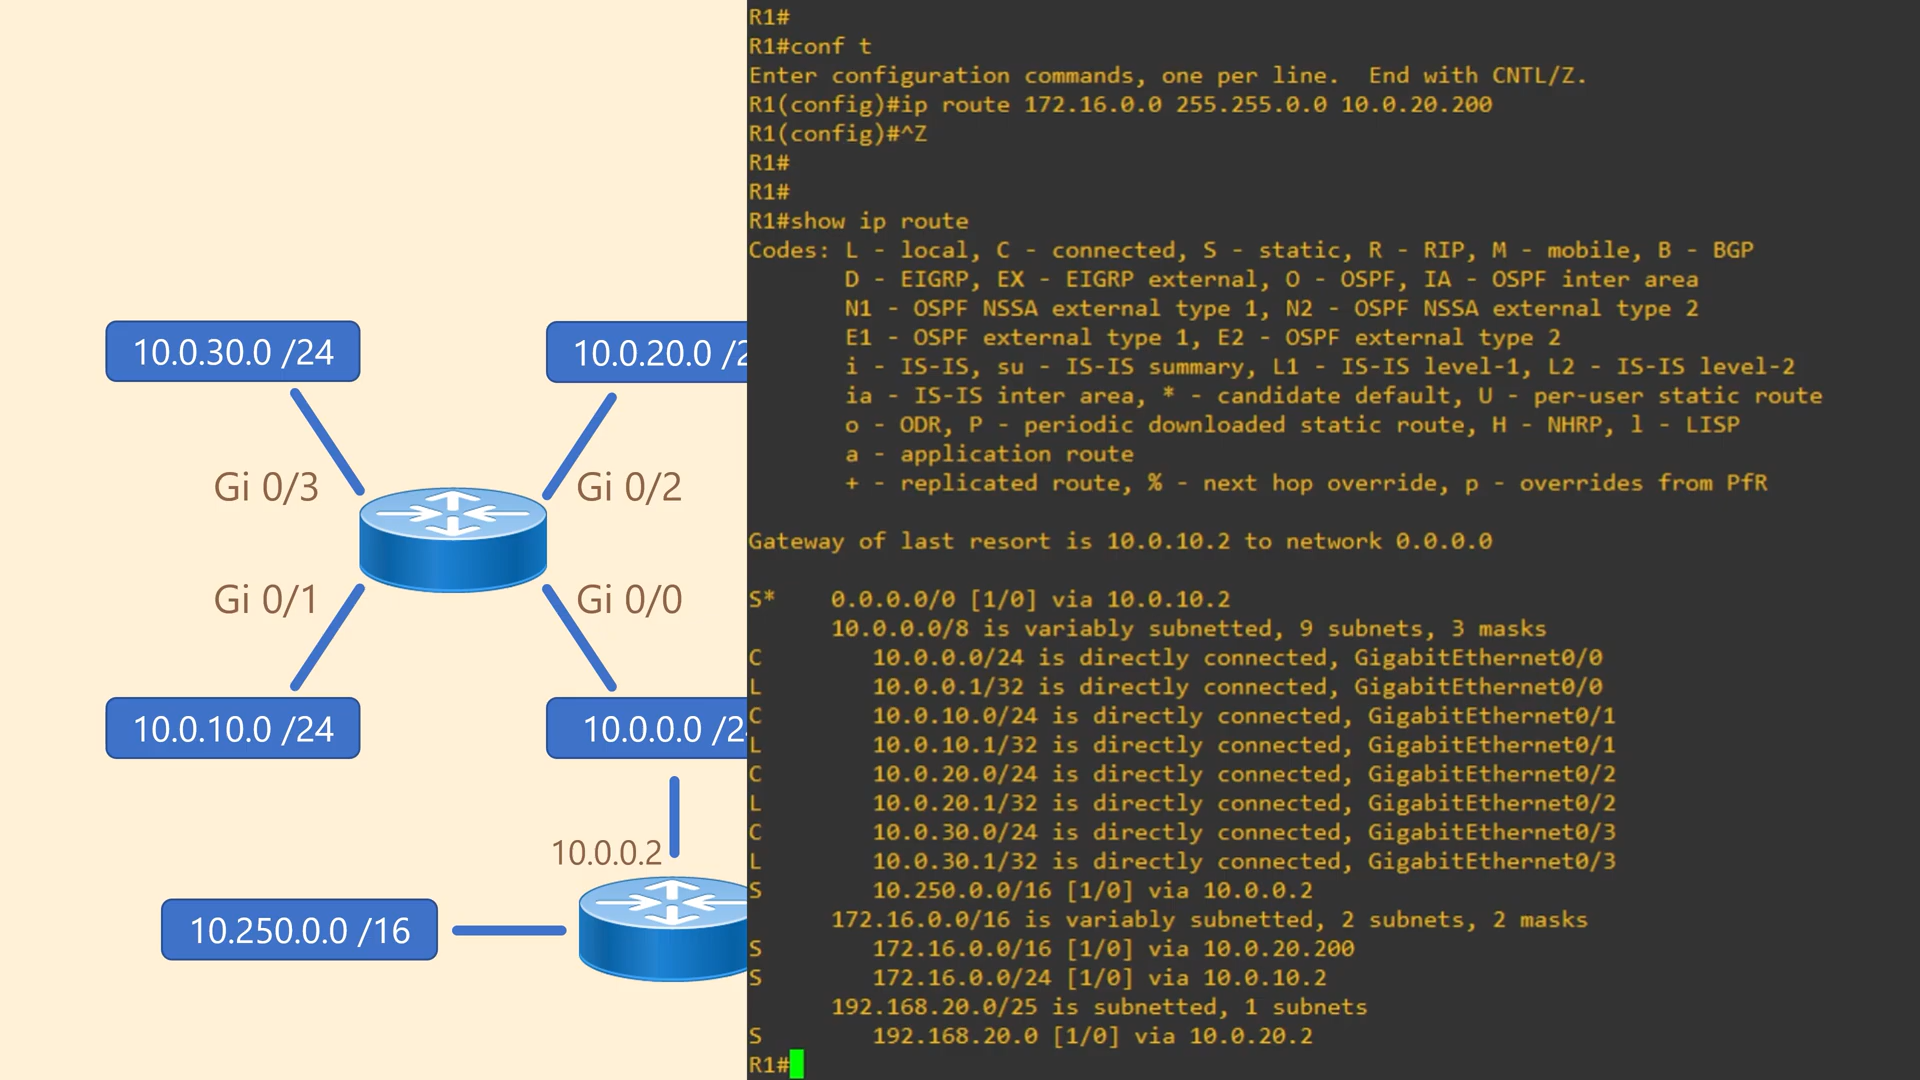 10.0.30.0 /24
10.0.20.0 /2
Gi 0/3
Gi 0/2
Gi 0/1
Gi 0/0
10.0.10.0 /24
10.0.0.0 /2
10.0.0.2
10.250.0.0 /16
R1#
R1#conf t
Enter configuration commands, one per line.  End with CNTL/Z.
R1(config)#ip route 172.16.0.0 255.255.0.0 10.0.20.200
R1(config)#^Z
R1#
R1#
R1#show ip route
Codes: L - local, C - connected, S - static, R - RIP, M - mobile, B - BGP
       D - EIGRP, EX - EIGRP external, O - OSPF, IA - OSPF inter area
       N1 - OSPF NSSA external type 1, N2 - OSPF NSSA external type 2
       E1 - OSPF external type 1, E2 - OSPF external type 2
       i - IS-IS, su - IS-IS summary, L1 - IS-IS level-1, L2 - IS-IS level-2
       ia - IS-IS inter area, * - candidate default, U - per-user static route
       o - ODR, P - periodic downloaded static route, H - NHRP, l - LISP
       a - application route
       + - replicated route, % - next hop override, p - overrides from PfR
Gateway of last resort is 10.0.10.2 to network 0.0.0.0
S*    0.0.0.0/0 [1/0] via 10.0.10.2
      10.0.0.0/8 is variably subnetted, 9 subnets, 3 masks
C        10.0.0.0/24 is directly connected, GigabitEthernet0/0
L        10.0.0.1/32 is directly connected, GigabitEthernet0/0
C        10.0.10.0/24 is directly connected, GigabitEthernet0/1
L        10.0.10.1/32 is directly connected, GigabitEthernet0/1
C        10.0.20.0/24 is directly connected, GigabitEthernet0/2
L        10.0.20.1/32 is directly connected, GigabitEthernet0/2
C        10.0.30.0/24 is directly connected, GigabitEthernet0/3
L        10.0.30.1/32 is directly connected, GigabitEthernet0/3
S        10.250.0.0/16 [1/0] via 10.0.0.2
      172.16.0.0/16 is variably subnetted, 2 subnets, 2 masks
S        172.16.0.0/16 [1/0] via 10.0.20.200
S        172.16.0.0/24 [1/0] via 10.0.10.2
      192.168.20.0/25 is subnetted, 1 subnets
S        192.168.20.0 [1/0] via 10.0.20.2
R1#